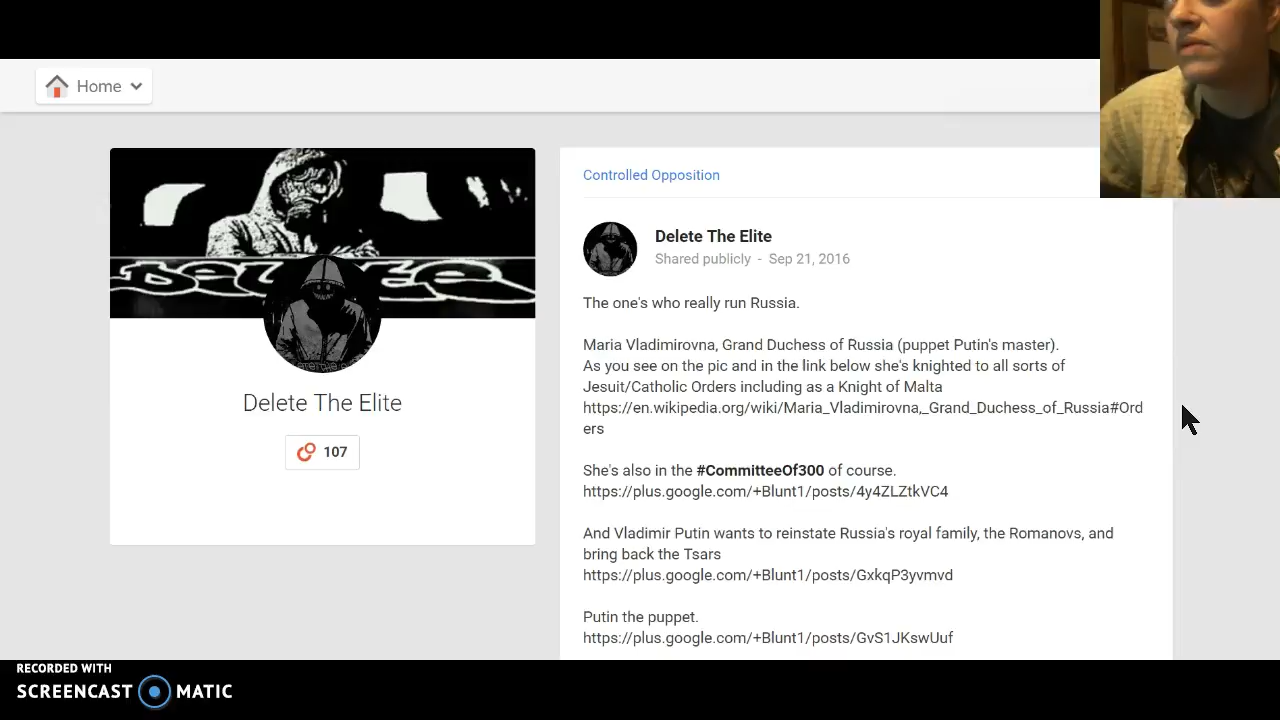 Home
Controlled Opposition
Delete The Elite
Shared publicly - Sep 21, 2016
The one's who really run Russia.
Maria Vladimirovna, Grand Duchess of Russia (puppet Putin's master).
As you see on the pic and in the link below she's knighted to all sorts of
Jesuit/Catholic Orders including as a Knight of Malta
https://en.wikipedia.org/wiki/Maria_Vladimirovna,_Grand_Duchess_of_Russia#Ord
ers
She's also in the #CommitteeOf300 of course.
https://plus.google.com/+Blunt1/posts/4y4ZLZtkVC4
And Vladimir Putin wants to reinstate Russia's royal family, the Romanovs, and
bring back the Tsars
https://plus.google.com/+Blunt1/posts/GxkqP3yvmvd
Putin the puppet.
https://plus.google.com/+Blunt1/posts/GvS1JKswUuf
Delete The Elite
107
RECORDED WITH
SCREENCAST MATIC